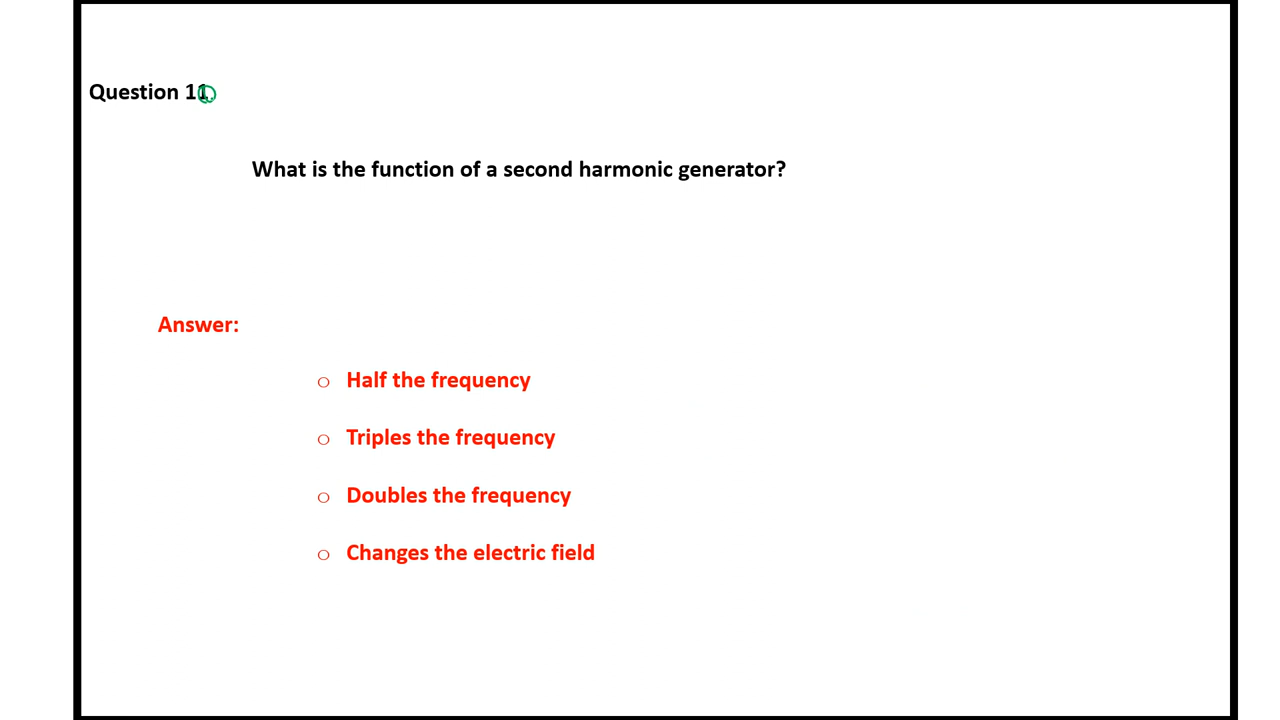 Question 11.
What is the function of a second harmonic generator?
Answer:
o Half the frequency
o Triples the frequency
o Doubles the frequency
o Changes the electric field